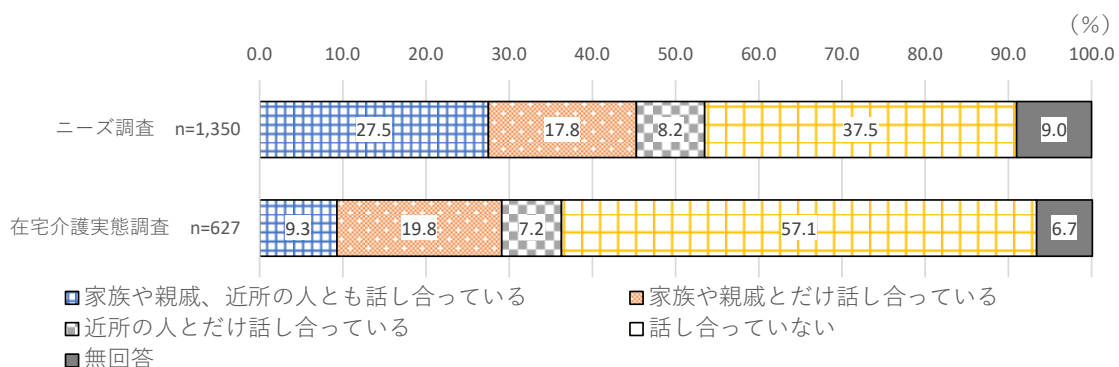 (%)
0.0 10.0 20.0 30.0 40.0 50.0 60.0 70.0 80.0 90.0 100.0
ニーズ調査 n=1,350 27.5 17.8 8.2 37.5 9.0
在宅介護実態調査 n=627 9.3 19.8 7.2 57.1 6.7
家族や親戚、近所の人とも話し合っている 家族や親戚とだけ話し合っている
近所の人とだけ話し合っている 話し合っていない
無回答